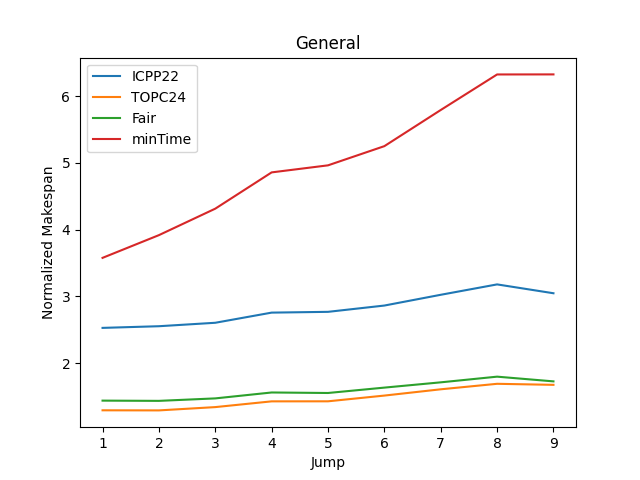 General
ICPP22
TOPC24
Fair
minTime
Normalized Makespan
6
5
4
3
2
1 2 3 4 5 6 7 8 9
Jump